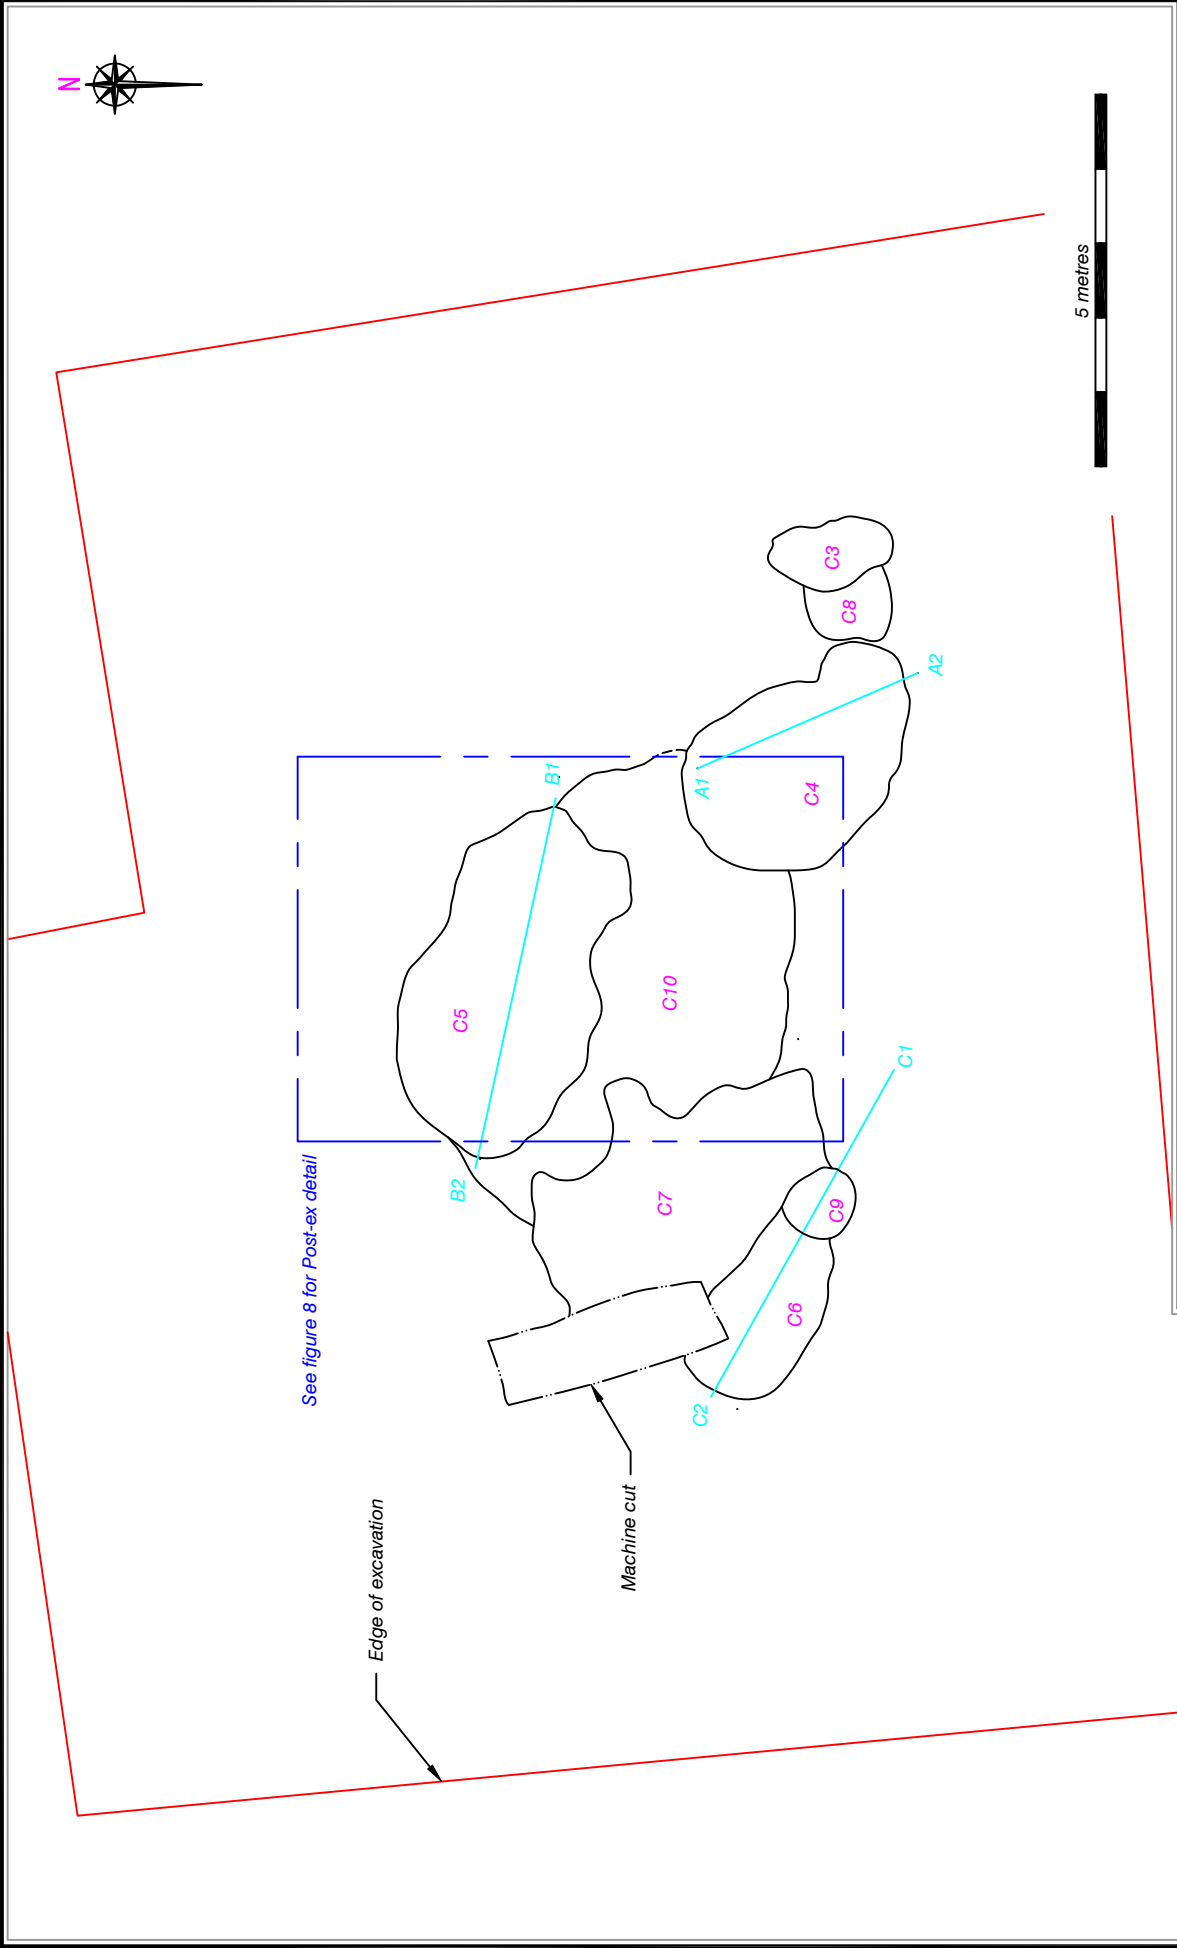 N
5 metres
C3
C8
A2
B1
A1
C4
C10
C5
C1
See figure 8 for Post-ex detail
B2
C7
C9
C6
C2
Machine cut
Edge of excavation